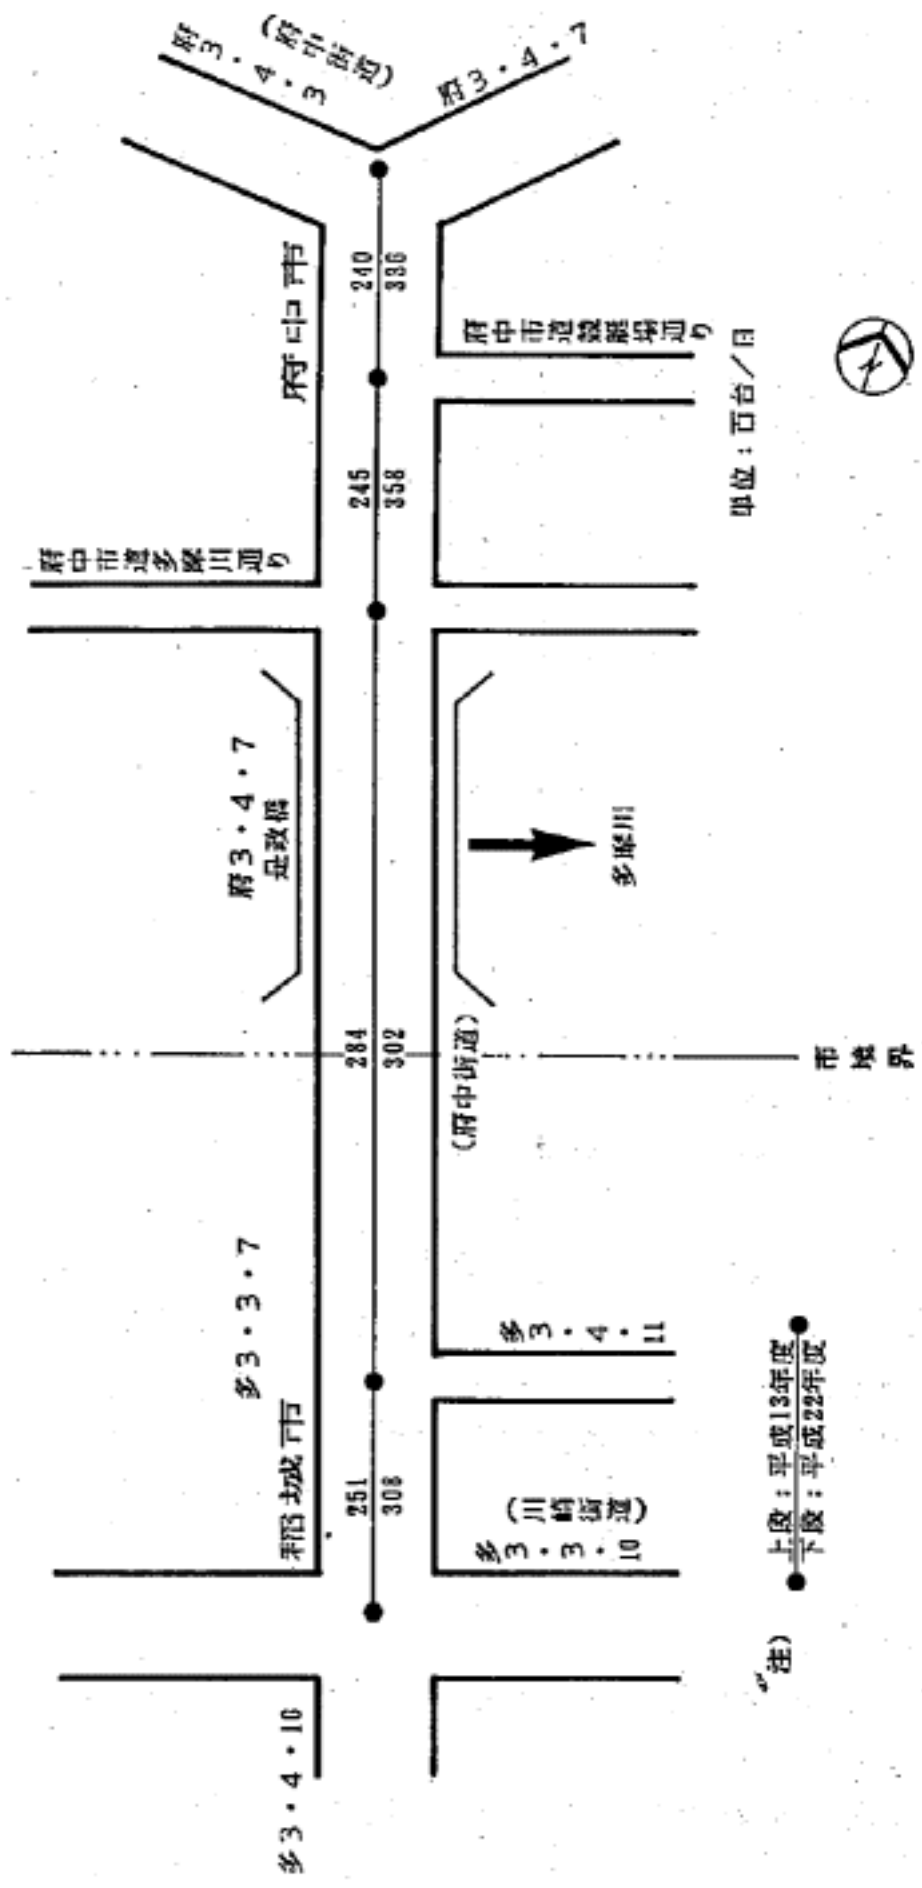 府3・4・3
(府中街道)
府3・4・7
府中市
240
336
府中市道競艇場通り
245
358
単位：百台／日
府中市道多摩川通り
府3・4・7
是政橋
多摩川
284
302
(府中街道)
市境界
多3・3・7
稲城市
多3・4・11
251
308
(川崎街道)
多3・3・10
多3・4・10
注)
上段：平成13年度
下段：平成22年度